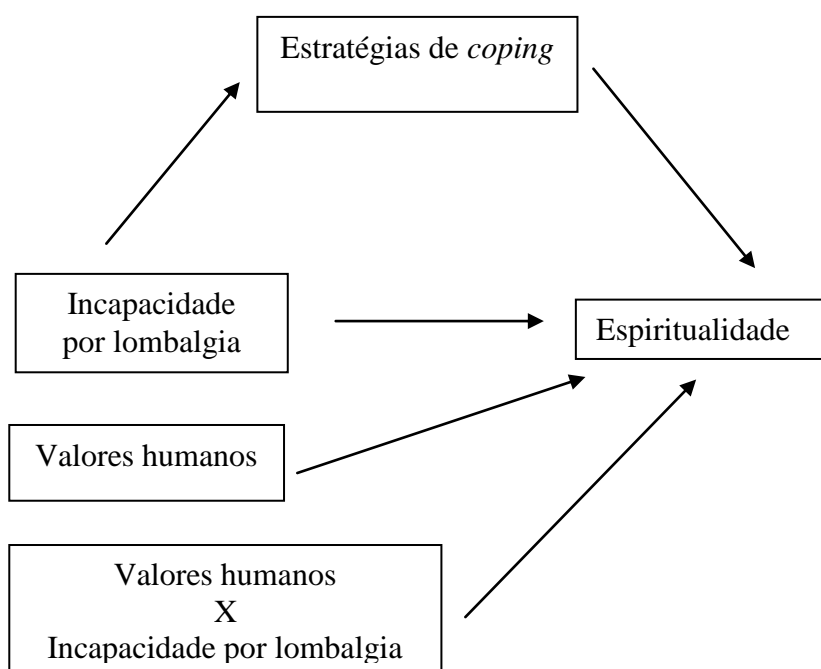 Estratégias de coping
Incapacidade
por lombalgia
Espiritualidade
Valores humanos
Valores humanos
X
Incapacidade por lombalgia